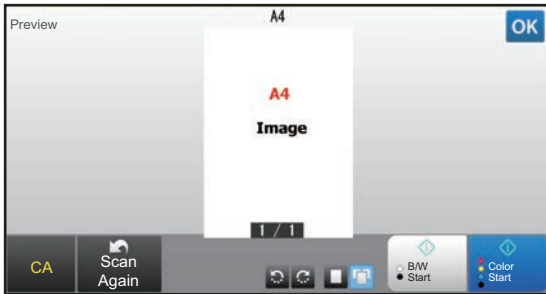 A4
Preview
OK
A4
Image
1 / 1
CA
Scan
Again
B/W
Start
Color
Start